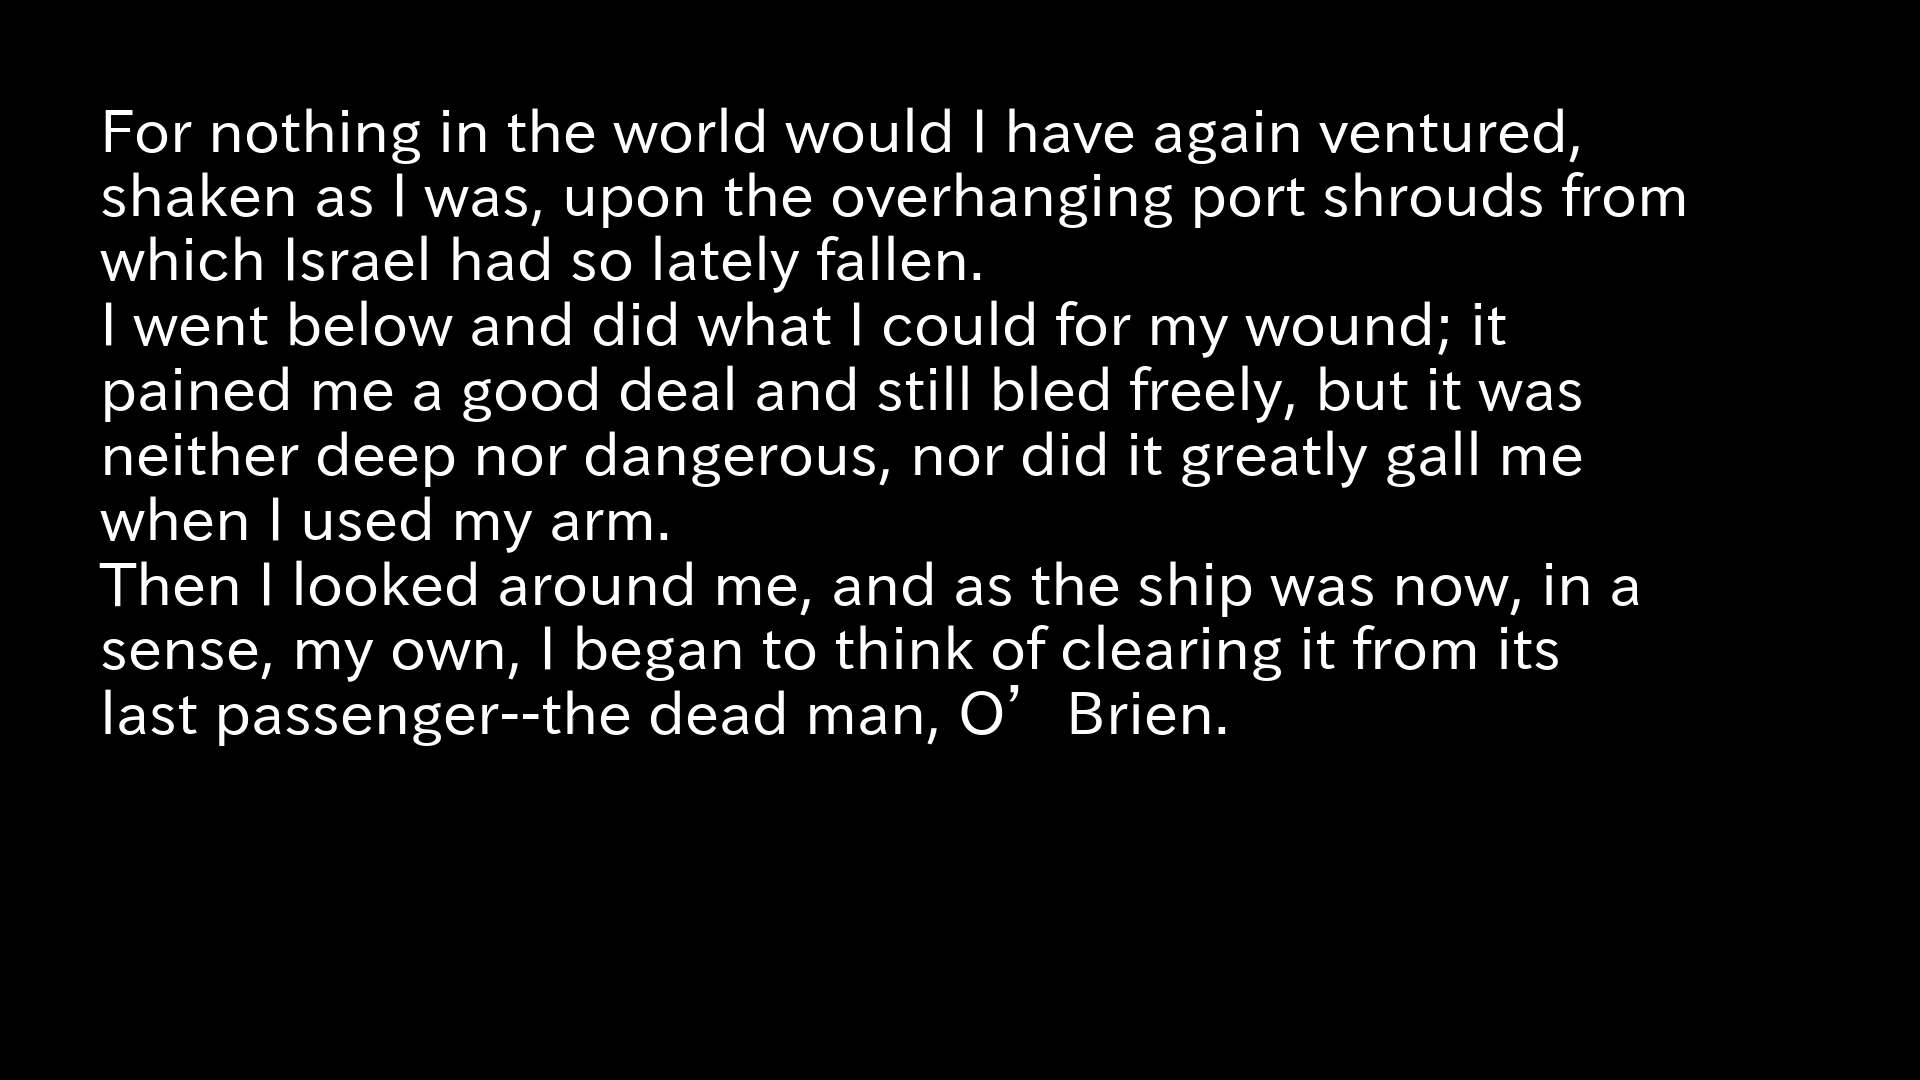 For nothing in the world would I have again ventured,
shaken as I was, upon the overhanging port shrouds from
which Israel had so lately fallen.
I went below and did what I could for my wound; it
pained me a good deal and still bled freely, but it was
neither deep nor dangerous, nor did it greatly gall me
when I used my arm.
Then I looked around me, and as the ship was now, in a
sense, my own, I began to think of clearing it from its
last passenger--the dead man, O’Brien.